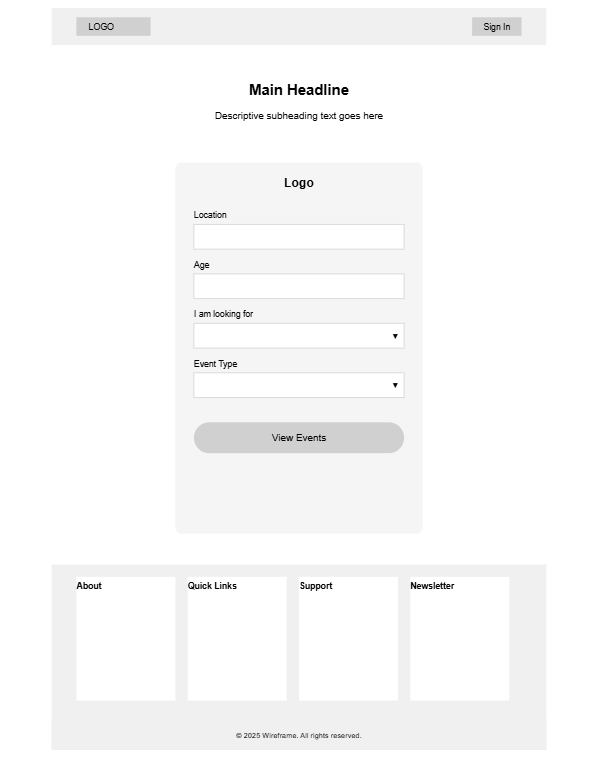 LOGO
Sign In
Main Headline
Descriptive subheading text goes here
Logo
Location
Age
I am looking for
Event Type
View Events
About
Quick Links
Support
Newsletter
© 2025 Wireframe. All rights reserved.